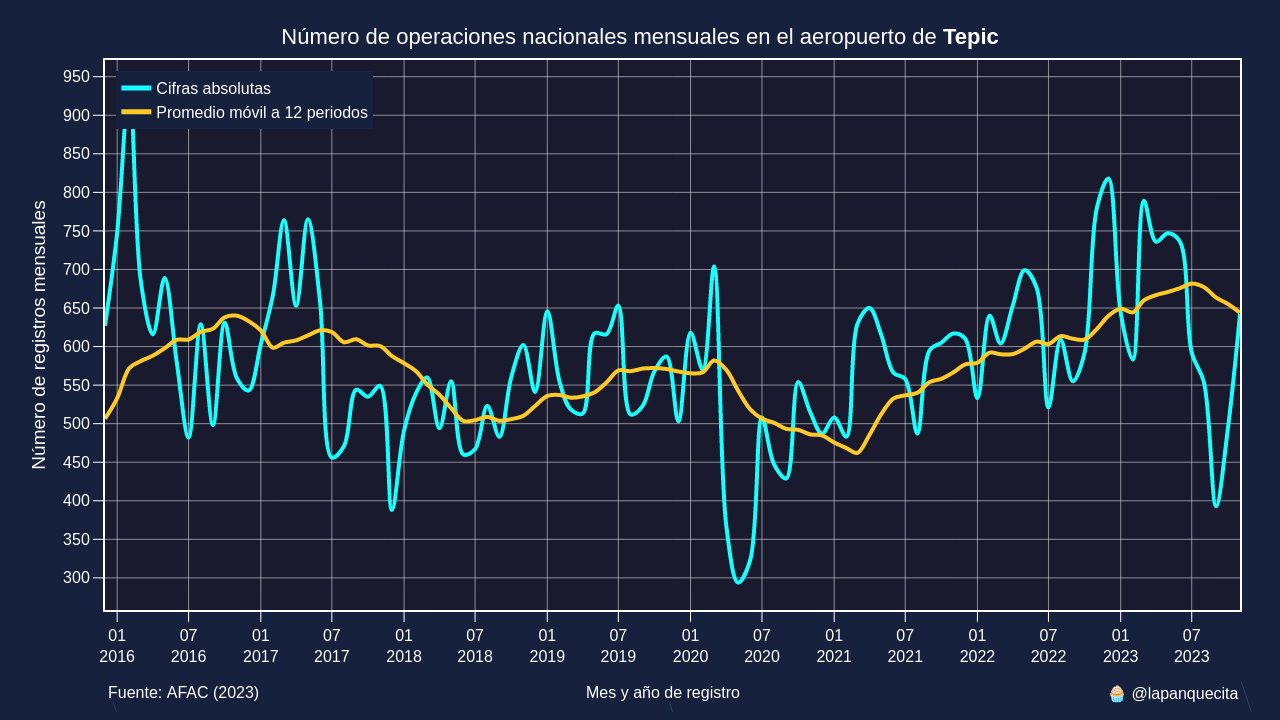 Número de operaciones nacionales mensuales en el aeropuerto de Tepic
Cifras absolutas
Promedio móvil a 12 periodos
Número de registros mensuales
950
900
850
800
750
700
650
600
550
500
450
400
350
300
01 07 01 07 01 07 01 07 01 07 01 07 01 07 01 07
2016 2016 2017 2017 2018 2018 2019 2019 2020 2020 2021 2021 2022 2022 2023 2023
Fuente: AFAC (2023) Mes y año de registro 🧁 @lapanquecita